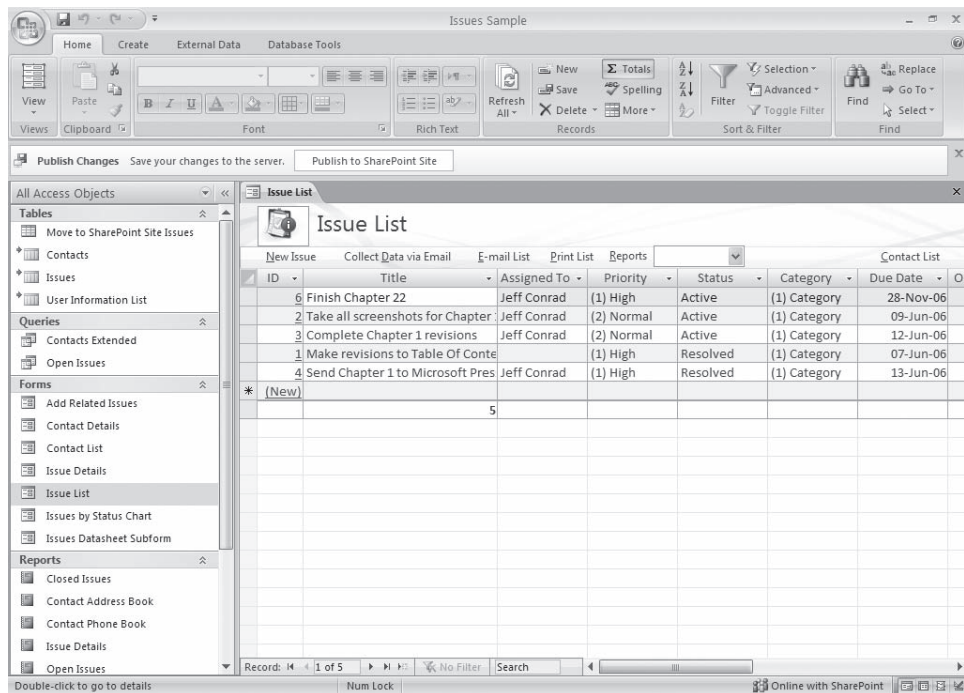 Issues Sample
Home Create External Data Database Tools
New Totals Selection Replace
View Paste Save Spelling Advanced Go To
B I U A Refresh All Delete More Filter Toggle Filter Find Select
Views Clipboard Font Rich Text Records Sort & Filter Find
Publish Changes Save your changes to the server. Publish to SharePoint Site
All Access Objects
Issue List
Tables
Move to SharePoint Site Issues
Contacts
Issues
User Information List
Queries
Contacts Extended
Open Issues
Forms
Add Related Issues
Contact Details
Contact List
Issue Details
Issue List
Issues by Status Chart
Issues Datasheet Subform
Reports
Closed Issues
Contact Address Book
Contact Phone Book
Issue Details
Open Issues
Issue List
New Issue Collect Data via Email E-mail List Print List Reports Contact List
ID Title Assigned To Priority Status Category Due Date O
6 Finish Chapter 22 Jeff Conrad (1) High Active (1) Category 28-Nov-06
2 Take all screenshots for Chapter Jeff Conrad (2) Normal Active (1) Category 09-Jun-06
3 Complete Chapter 1 revisions Jeff Conrad (2) Normal Active (1) Category 12-Jun-06
1 Make revisions to Table Of Conte (1) High Resolved (1) Category 07-Jun-06
4 Send Chapter 1 to Microsoft Pres Jeff Conrad (1) High Resolved (1) Category 13-Jun-06
* (New)
5
Record: 1 of 5 No Filter Search
Double-click to go to details Num Lock Online with SharePoint